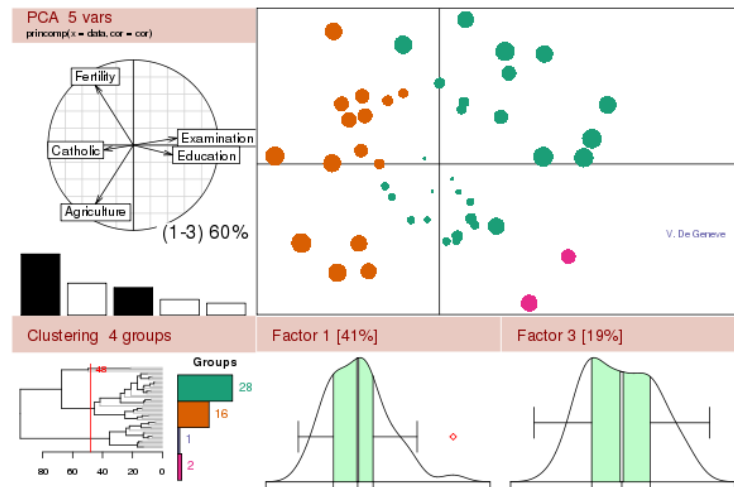 PCA 5 vars
princomp(x = data, cor = cor)
Fertility
Examination
Catholic
Education
Agriculture
(1-3) 60%
V. De Geneve
Clustering 4 groups
Factor 1 [41%]
Factor 3 [19%]
Groups
48
28
16
1
2
80 60 40 20 0